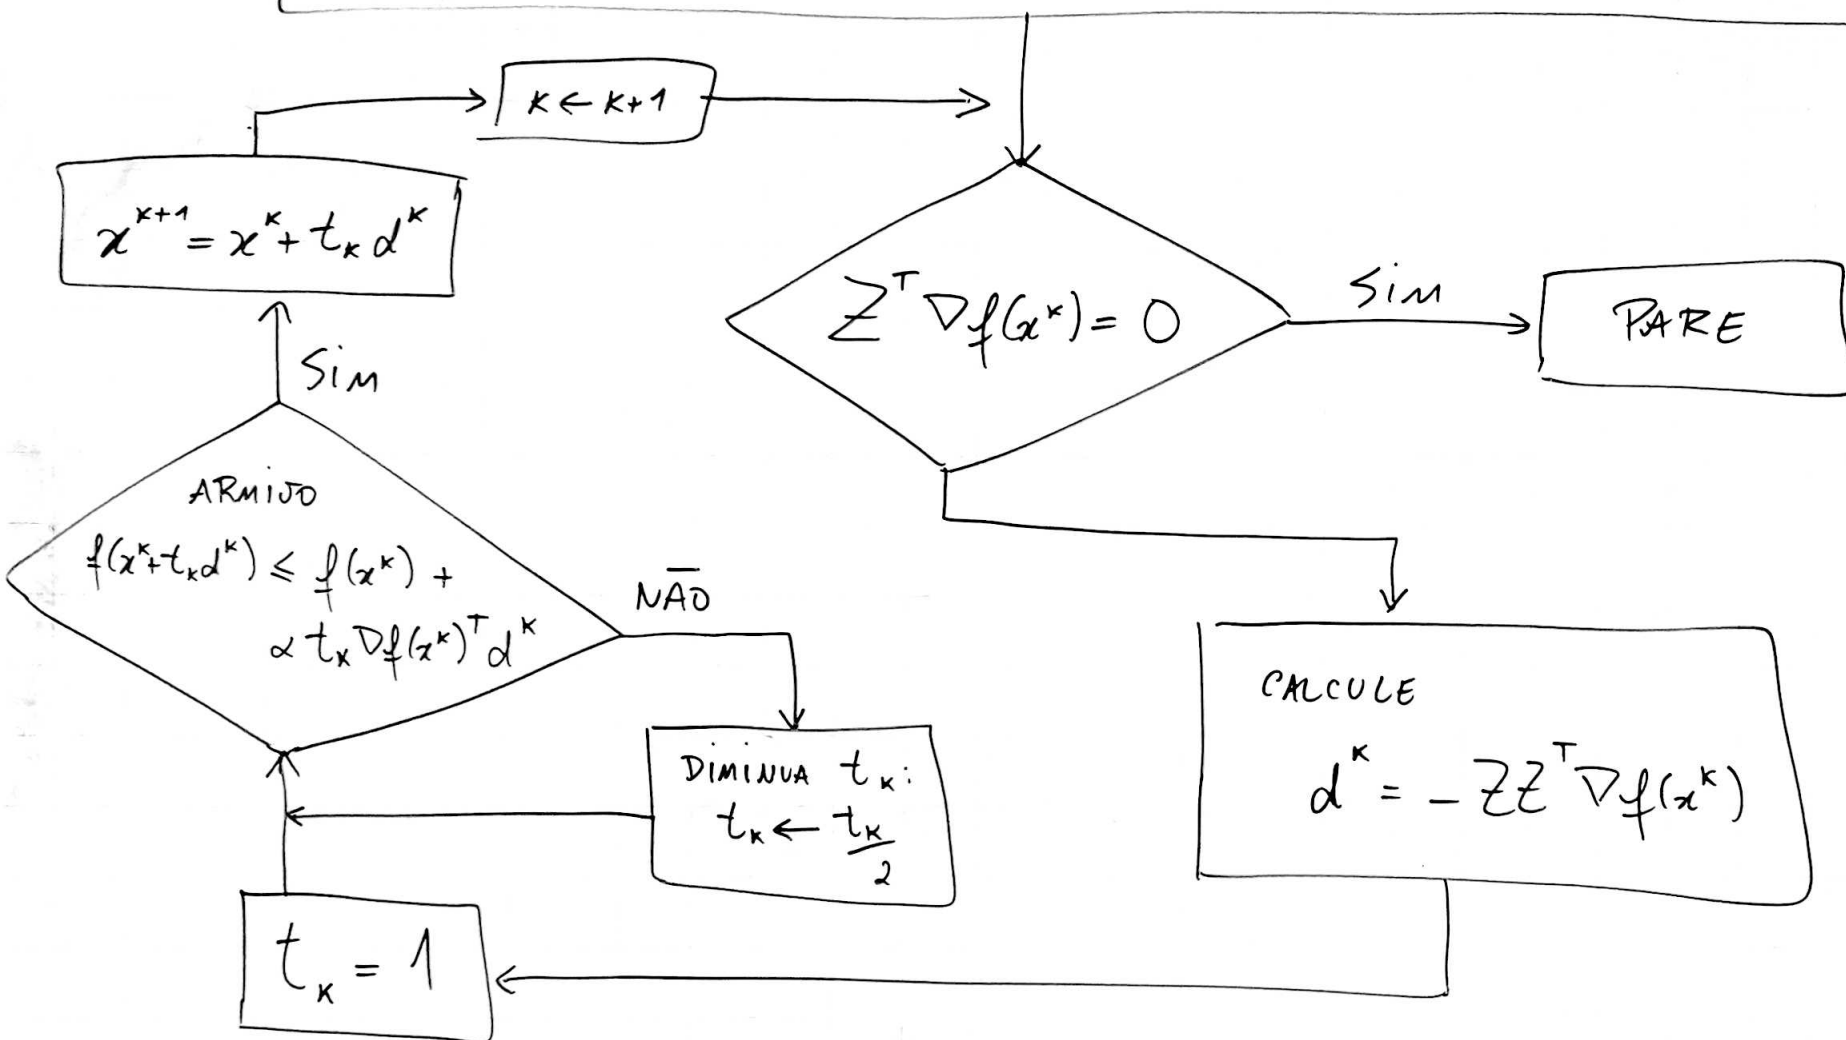 K ← K+1
x^{K+1} = x^K + t_K d^K
Z^T ∇f(x^K) = 0
SIM
PARE
SIM
ARMIJO
f(x^K + t_K d^K) ≤ f(x^K) +
α t_K ∇f(x^K)^T d^K
NÃO
DIMINUA t_K:
t_K ← t_K/2
CALCULE
d^K = - Z Z^T ∇f(x^K)
t_K = 1